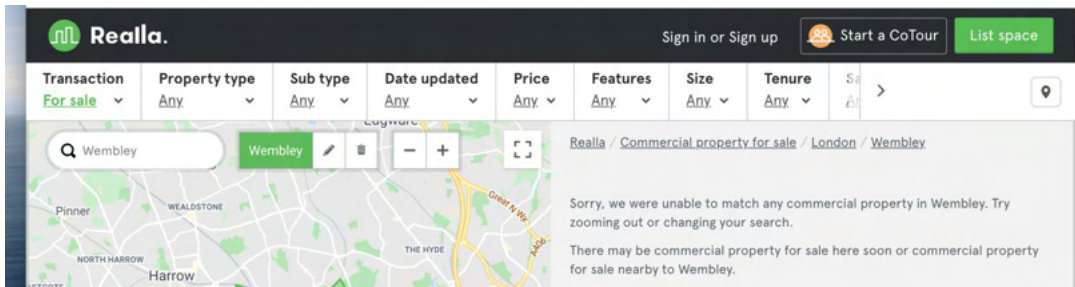 Realla.
Sign in or Sign up
Start a CoTour
List space
Transaction Property type Sub type Date updated Price Features Size Tenure
For sale Any Any Any Any Any Any Any
Edgware
Wembley
Wembley
Realla / Commercial property for sale / London / Wembley
Great N Wy
Pinner
WEALDSTONE
Sorry, we were unable to match any commercial property in Wembley. Try
zooming out or changing your search.
A406
THE HYDE
NORTH HARROW
There may be commercial property for sale here soon or commercial property
for sale nearby to Wembley.
Harrow